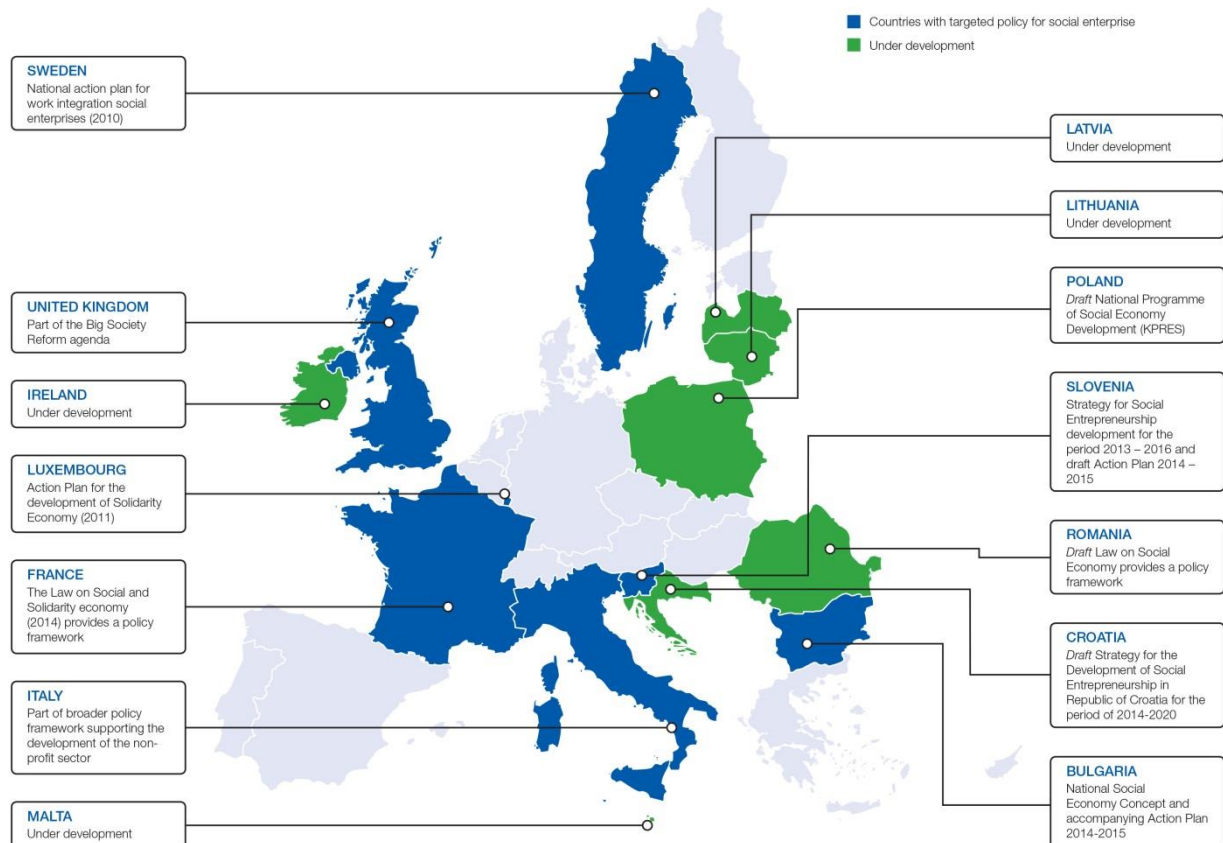 Countries with targeted policy for social enterprise
Under development
SWEDEN
National action plan for
work integration social
enterprises (2010)
UNITED KINGDOM
Part of the Big Society
Reform agenda
IRELAND
Under development
LUXEMBOURG
Action Plan for
the development of Solidarity
Economy (2011)
FRANCE
The Law on Social and
Solidarity economy
(2014) provides a policy
framework
ITALY
Part of broader policy
framework supporting the
development of the non-
profit sector
MALTA
Under development
LATVIA
Under development
LITHUANIA
Under development
POLAND
Draft National Programme
of Social Economy
Development (KPRES)
SLOVENIA
Strategy for Social
Entrepreneurship
development for the
period 2013 – 2016 and
draft Action Plan 2014 –
2015
ROMANIA
Draft Law on Social
Economy provides a policy
framework
CROATIA
Draft Strategy for the
Development of Social
Entrepreneurship in
Republic of Croatia for the
period of 2014-2020
BULGARIA
National Social
Economy Concept and
accompanying Action Plan
2014-2015